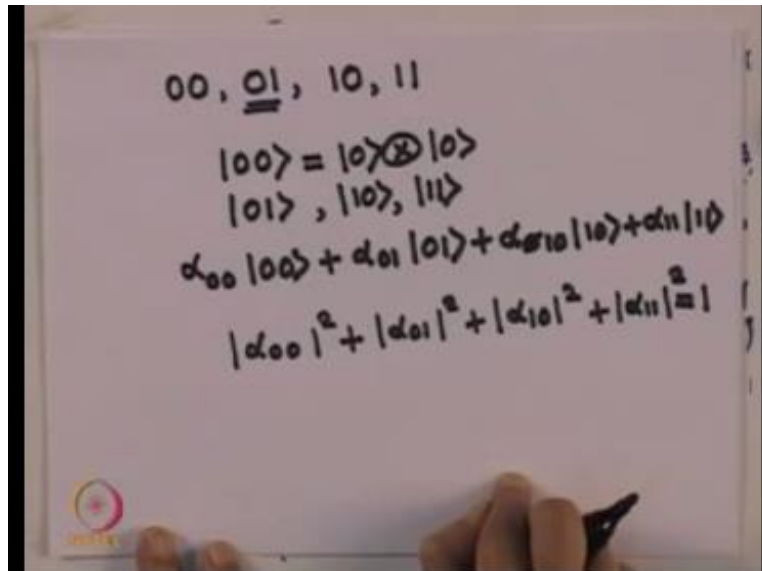 00, 01, 10, 11
|00⟩ = |0⟩⊗|0⟩
|01⟩, |10⟩, |11⟩
α₀₀|00⟩+α₀₁|01⟩+α₁₀|10⟩+α₁₁|11⟩
|α₀₀|²+|α₀₁|²+|α₁₀|²+|α₁₁|²=1